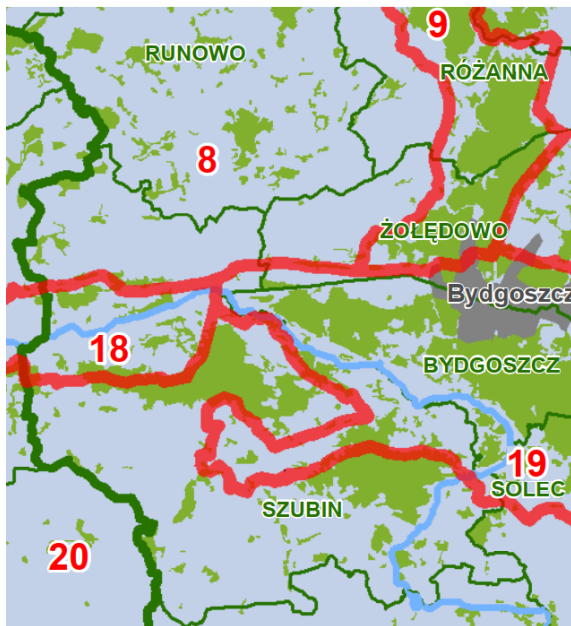 9
RUNOWO
RÓŻANNA
8
ŻOŁĘDOWO
Bydgoszcz
18
BYDGOSZCZ
19
SOLEC
SZUBIN
20